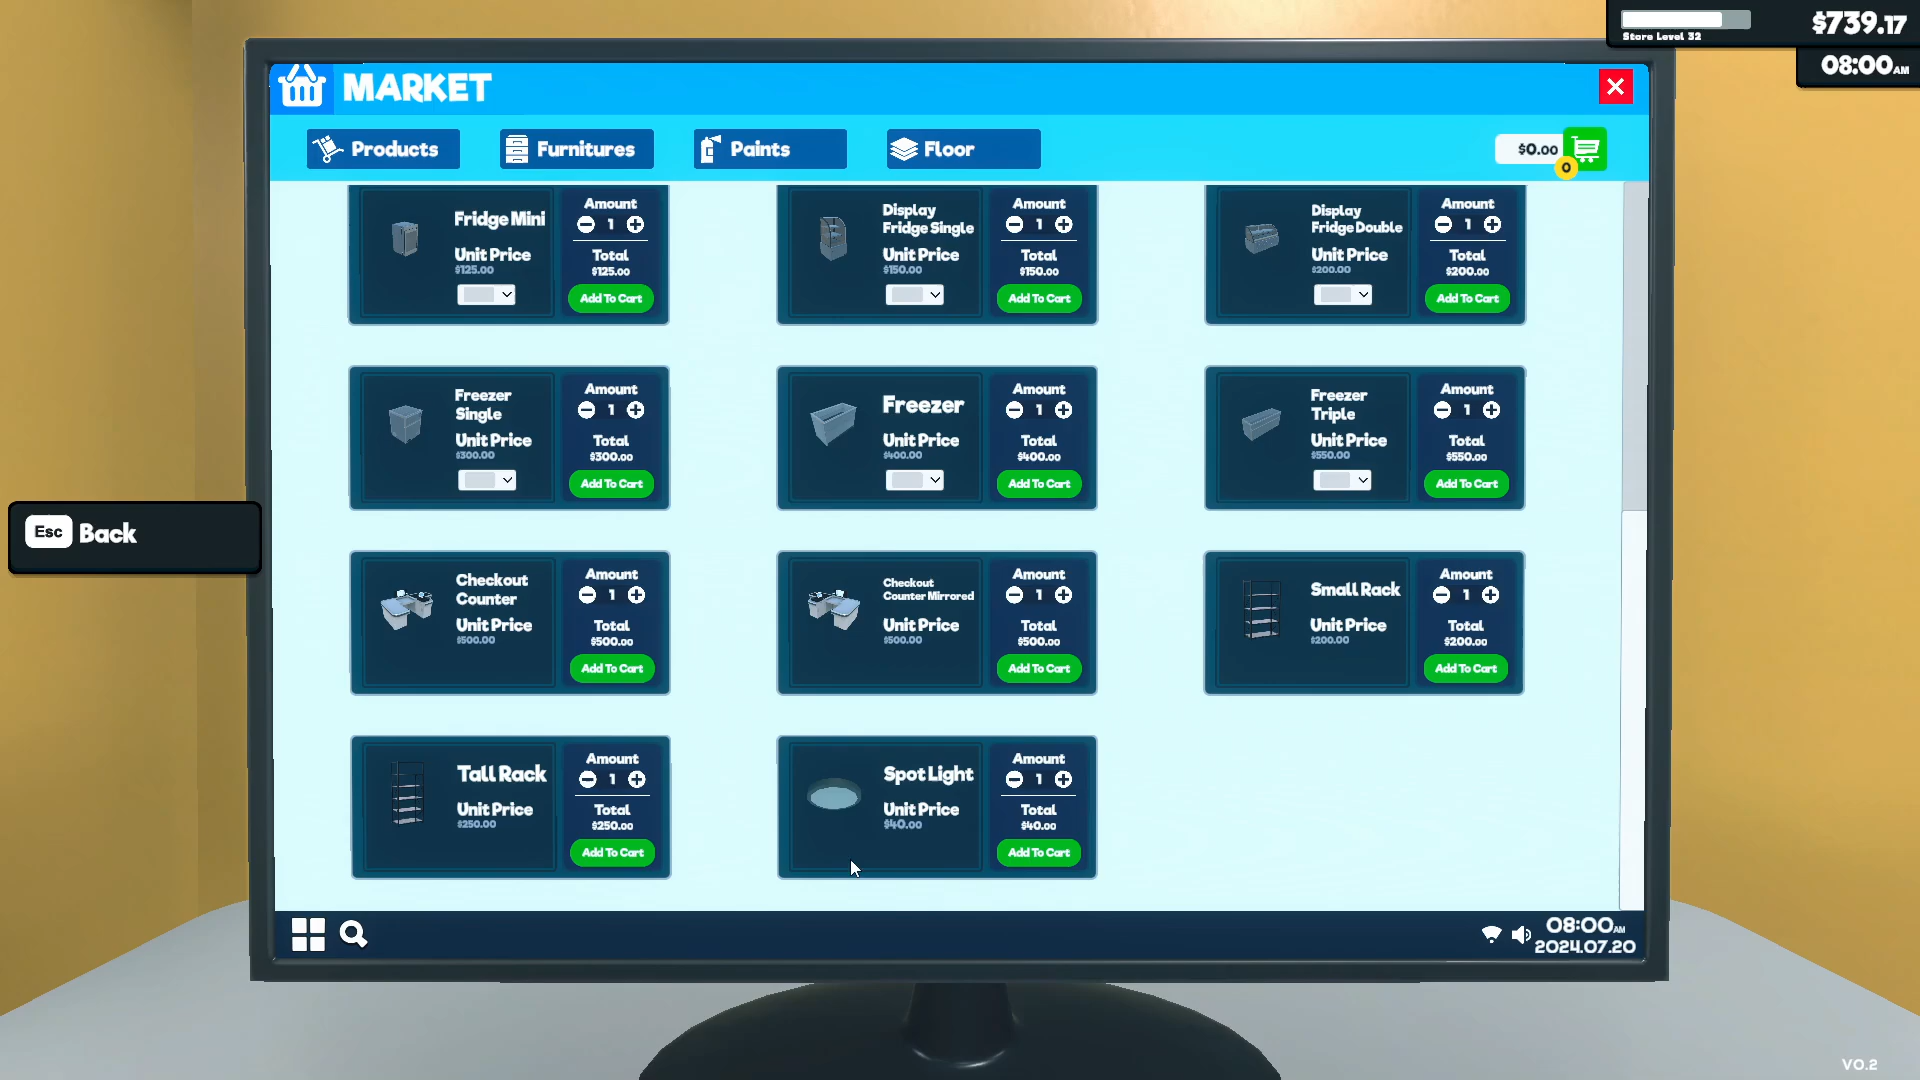 $739.17
Store Level 32
08:00AM
MARKET
Products
Furnitures
Paints
Floor
$0.00
0
Fridge Mini
Unit Price
$125.00
Amount
1
Total
$125.00
Add To Cart
Display
Fridge Single
Unit Price
$150.00
Amount
1
Total
$150.00
Add To Cart
Display
Fridge Double
Unit Price
$200.00
Amount
1
Total
$200.00
Add To Cart
Freezer
Single
Unit Price
$300.00
Amount
1
Total
$300.00
Add To Cart
Freezer
Unit Price
$400.00
Amount
1
Total
$400.00
Add To Cart
Freezer
Triple
Unit Price
$550.00
Amount
1
Total
$550.00
Add To Cart
Esc Back
Checkout
Counter
Unit Price
$500.00
Amount
1
Total
$500.00
Add To Cart
Checkout
Counter Mirrored
Unit Price
$500.00
Amount
1
Total
$500.00
Add To Cart
Small Rack
Unit Price
$200.00
Amount
1
Total
$200.00
Add To Cart
Tall Rack
Unit Price
$250.00
Amount
1
Total
$250.00
Add To Cart
Spot Light
Unit Price
$40.00
Amount
1
Total
$40.00
Add To Cart
08:00AM
2024.07.20
V0.2